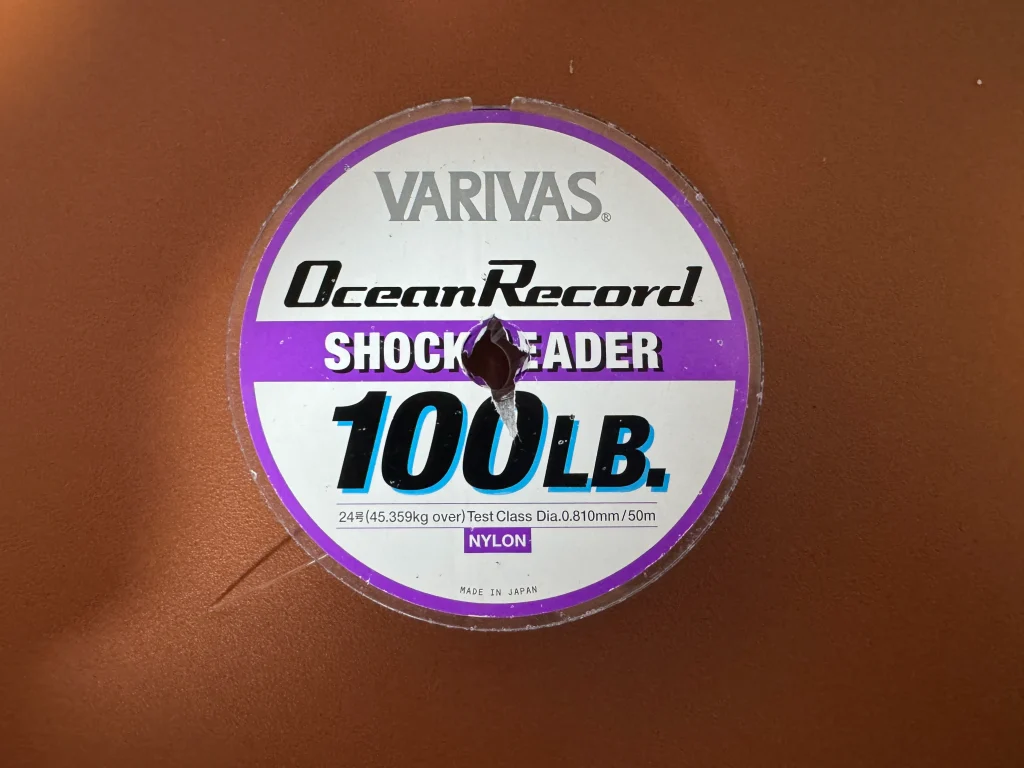 VARIVAS®
OceanRecord
SHOCK EADER
100LB.
24号(45.359kg over) Test Class Dia.0.810mm/50m
NYLON
MADE IN JAPAN